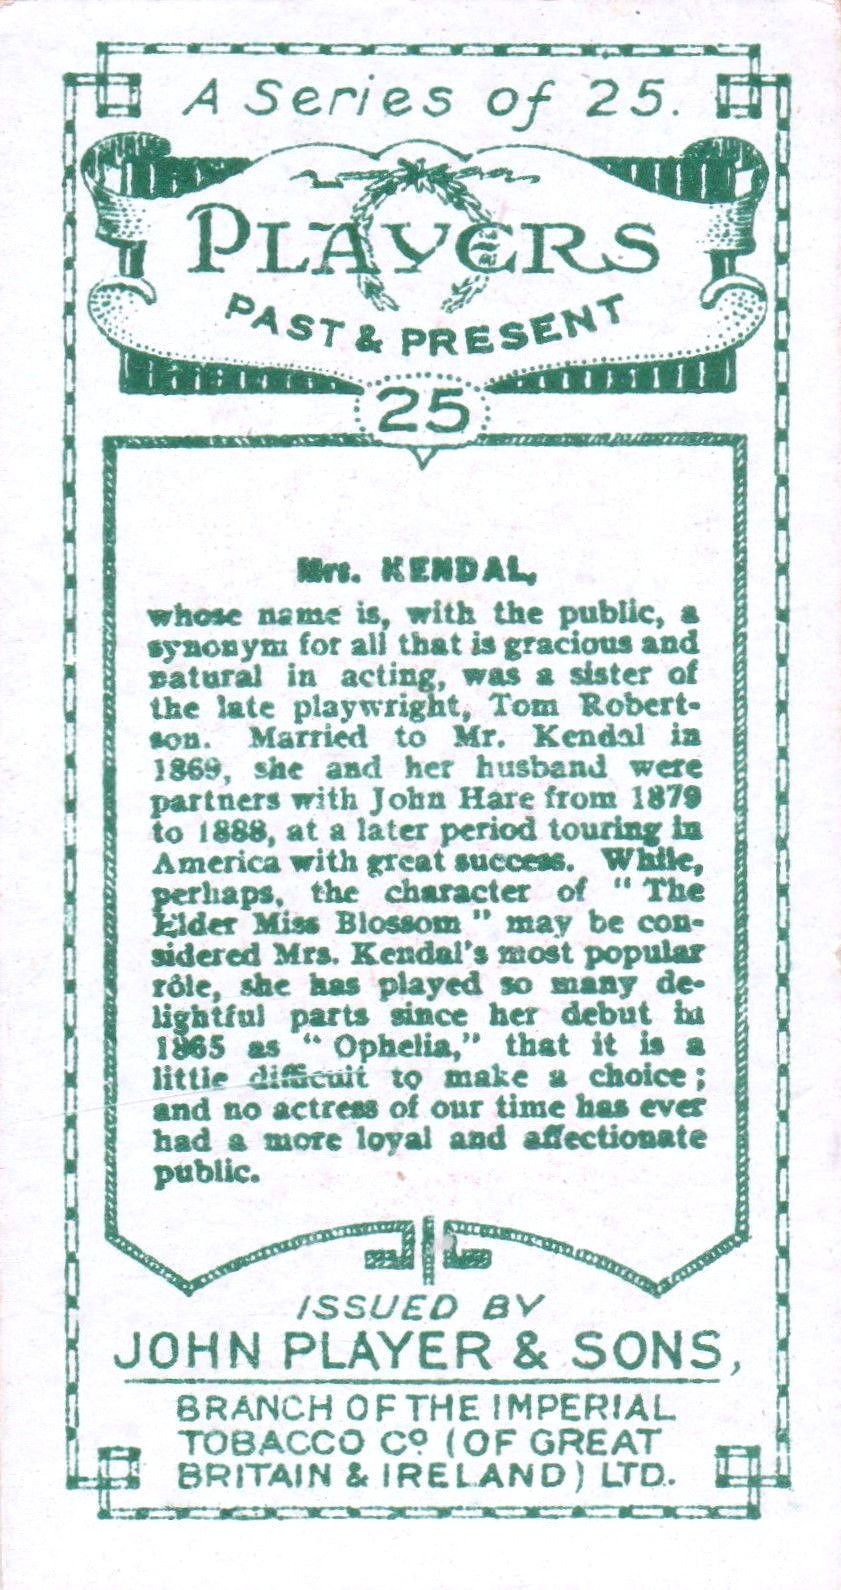 A Series of 25.
PLAYERS
PAST & PRESENT
25
Mrs. KENDAL,
whose name is, with the public, a
synonym for all that is gracious and
natural in acting, was a sister of
the late playwright, Tom Robert-
son. Married to Mr. Kendal in
1869, she and her husband were
partners with John Hare from 1879
to 1888, at a later period touring in
America with great success. While,
perhaps, the character of "The
Elder Miss Blossom" may be con-
sidered Mrs. Kendal's most popular
rôle, she has played so many de-
lightful parts since her debut in
1865 as "Ophelia," that it is a
little difficult to make a choice;
and no actress of our time has ever
had a more loyal and affectionate
public.
ISSUED BY
JOHN PLAYER & SONS,
BRANCH OF THE IMPERIAL
TOBACCO Cº (OF GREAT
BRITAIN & IRELAND) LTD.